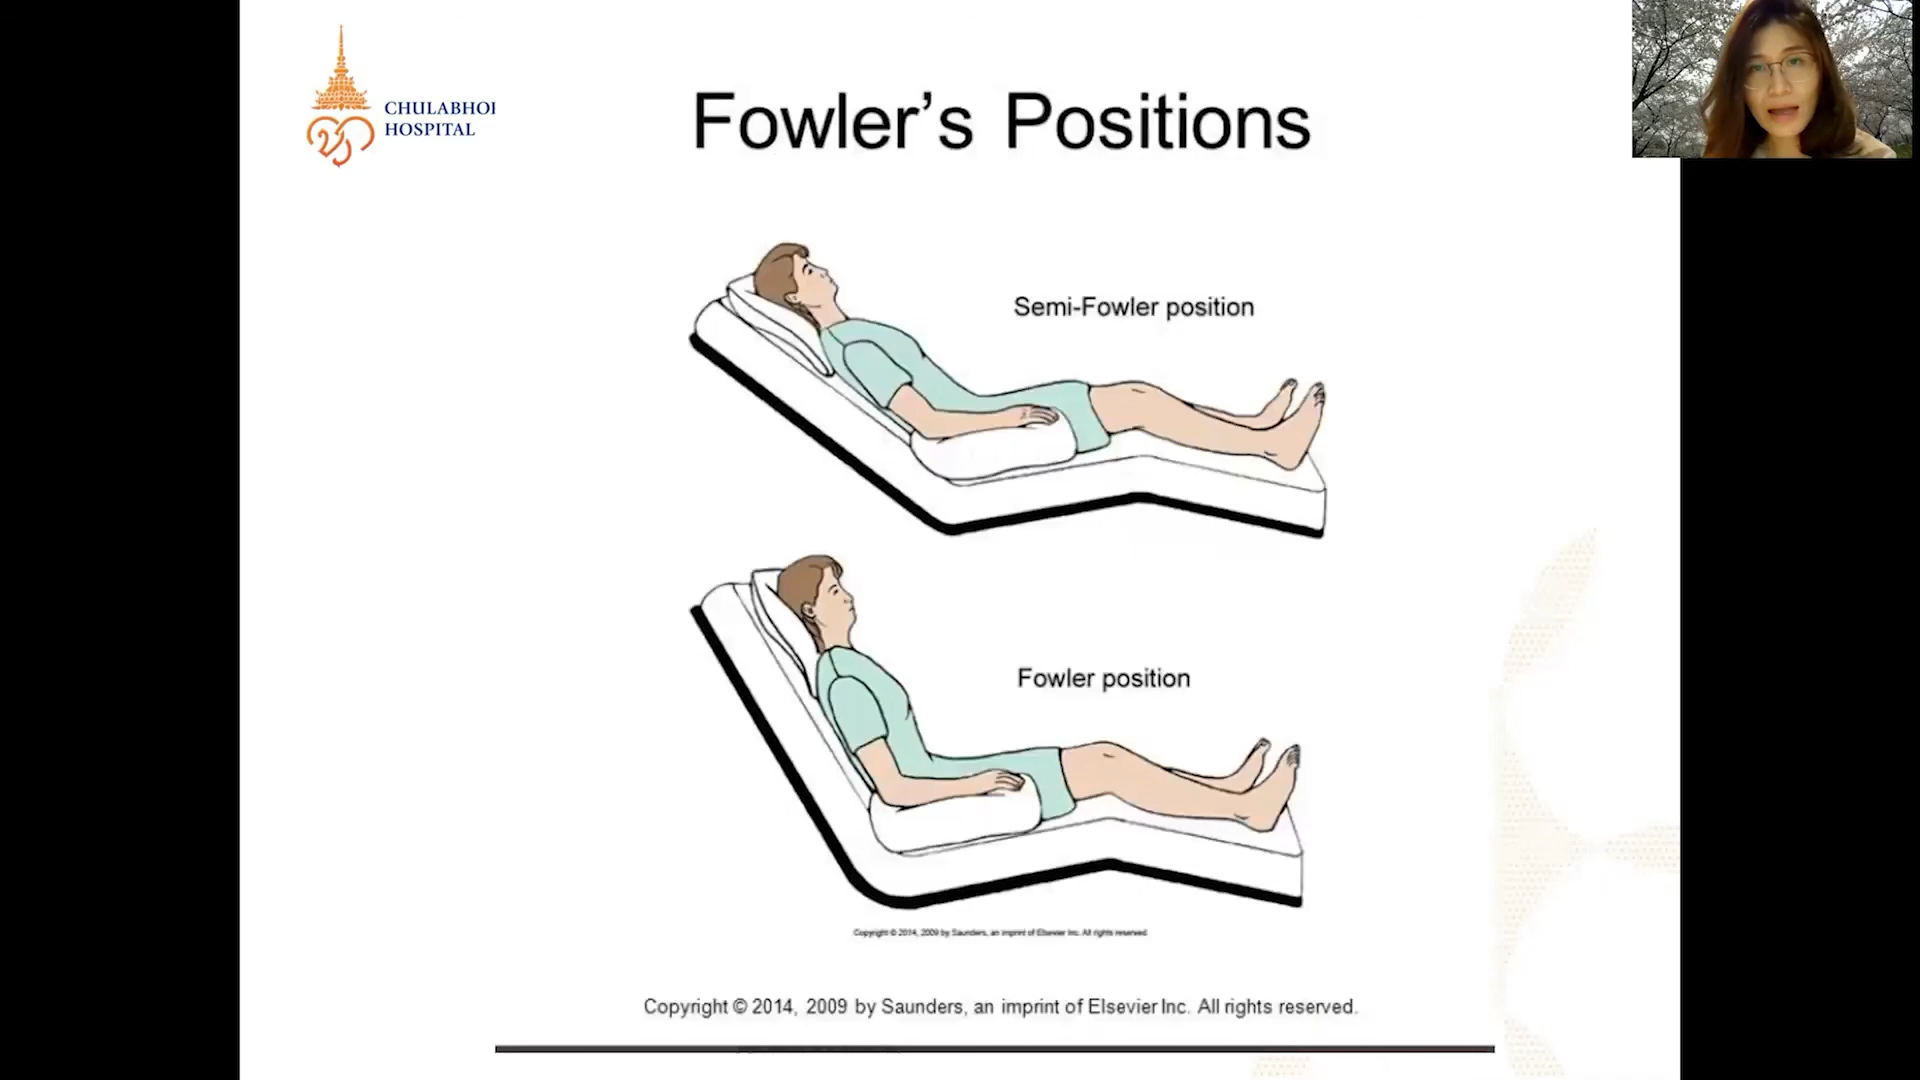 CHULABHOI
HOSPITAL
Fowler's Positions
Semi-Fowler position
Fowler position
Copyright © 2014, 2009 by Saunders, an imprint of Elsevier Inc. All rights reserved.
Copyright © 2014, 2009 by Saunders, an imprint of Elsevier Inc. All rights reserved.